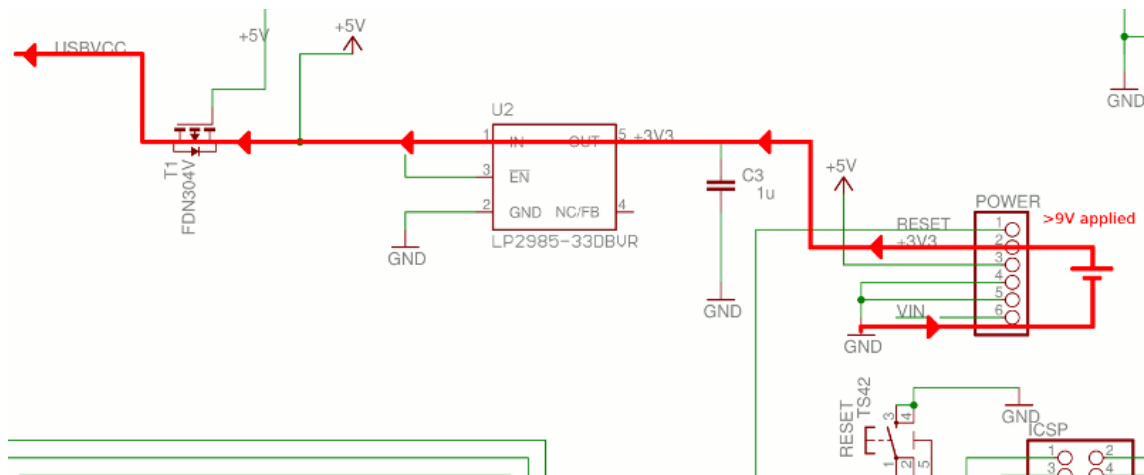 +5V
+5V
USBVCC
GND
U2
1 IN OUT 5 +3V3
3 EN
2 GND NC/FB 4
LP2985-33DBVR
T1
FDN304V
GND
C3
1u
GND
+5V
POWER
>9V applied
RESET 1
+3V3 2
3
4
5
VIN 6
GND
RESET
TS42
3 4
1 2 5
GND
ICSP
1 2
3 4